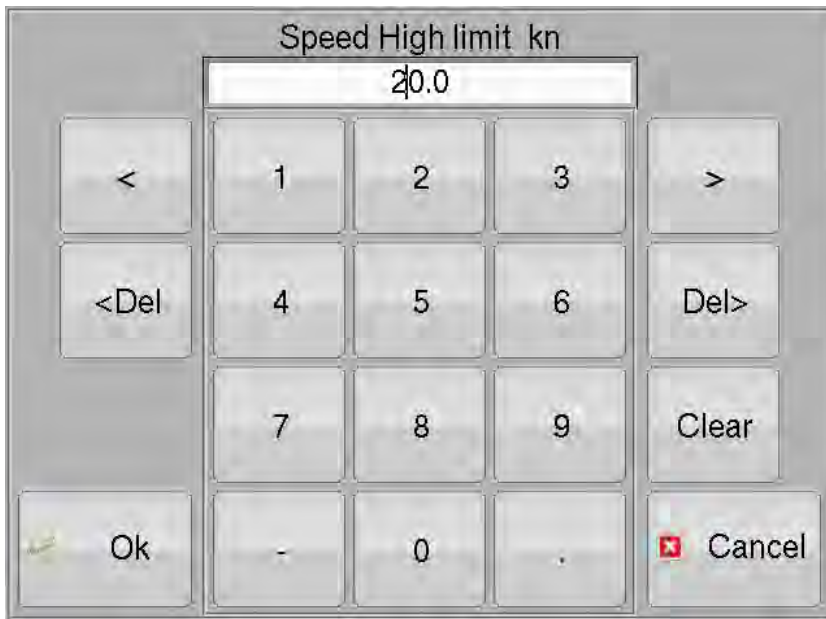 Speed High limit kn
20.0
< 1 2 3 >
<Del 4 5 6 Del>
7 8 9 Clear
Ok - 0 . Cancel